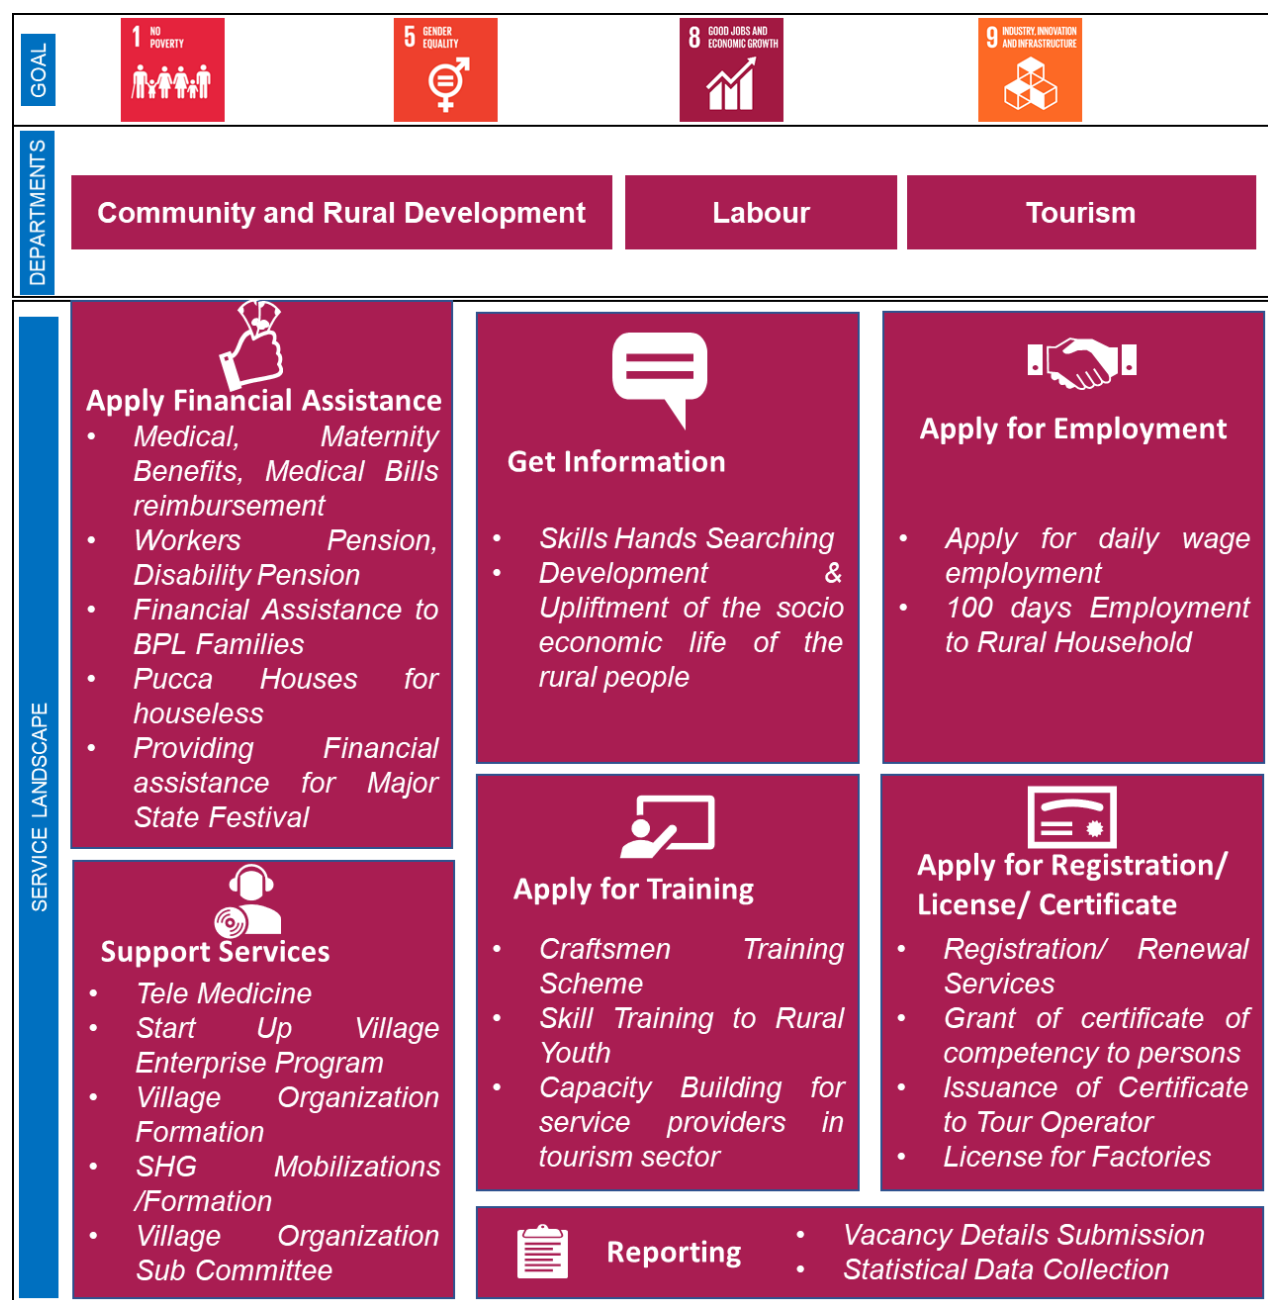 GOAL
1 NO
POVERTY
5 GENDER
EQUALITY
8 GOOD JOBS AND
ECONOMIC GROWTH
9 INDUSTRY, INNOVATION
AND INFRASTRUCTURE
DEPARTMENTS
Community and Rural Development
Labour
Tourism
SERVICE LANDSCAPE
Apply Financial Assistance
• Medical, Maternity
Benefits, Medical Bills
reimbursement
• Workers Pension,
Disability Pension
• Financial Assistance to
BPL Families
• Pucca Houses for
houseless
• Providing Financial
assistance for Major
State Festival
Get Information
• Skills Hands Searching
• Development &
Upliftment of the socio
economic life of the
rural people
Apply for Employment
• Apply for daily wage
employment
• 100 days Employment
to Rural Household
Support Services
• Tele Medicine
• Start Up Village
Enterprise Program
• Village Organization
Formation
• SHG Mobilizations
/Formation
• Village Organization
Sub Committee
Apply for Training
• Craftsmen Training
Scheme
• Skill Training to Rural
Youth
• Capacity Building for
service providers in
tourism sector
Apply for Registration/
License/ Certificate
• Registration/ Renewal
Services
• Grant of certificate of
competency to persons
• Issuance of Certificate
to Tour Operator
• License for Factories
Reporting
• Vacancy Details Submission
• Statistical Data Collection